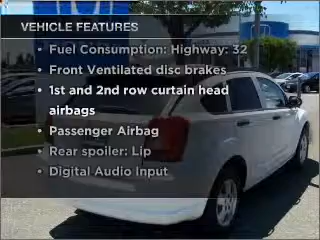 VEHICLE FEATURES
• Fuel Consumption: Highway: 32
• Front Ventilated disc brakes
• 1st and 2nd row curtain head
airbags
• Passenger Airbag
• Rear spoiler: Lip
• Digital Audio Input